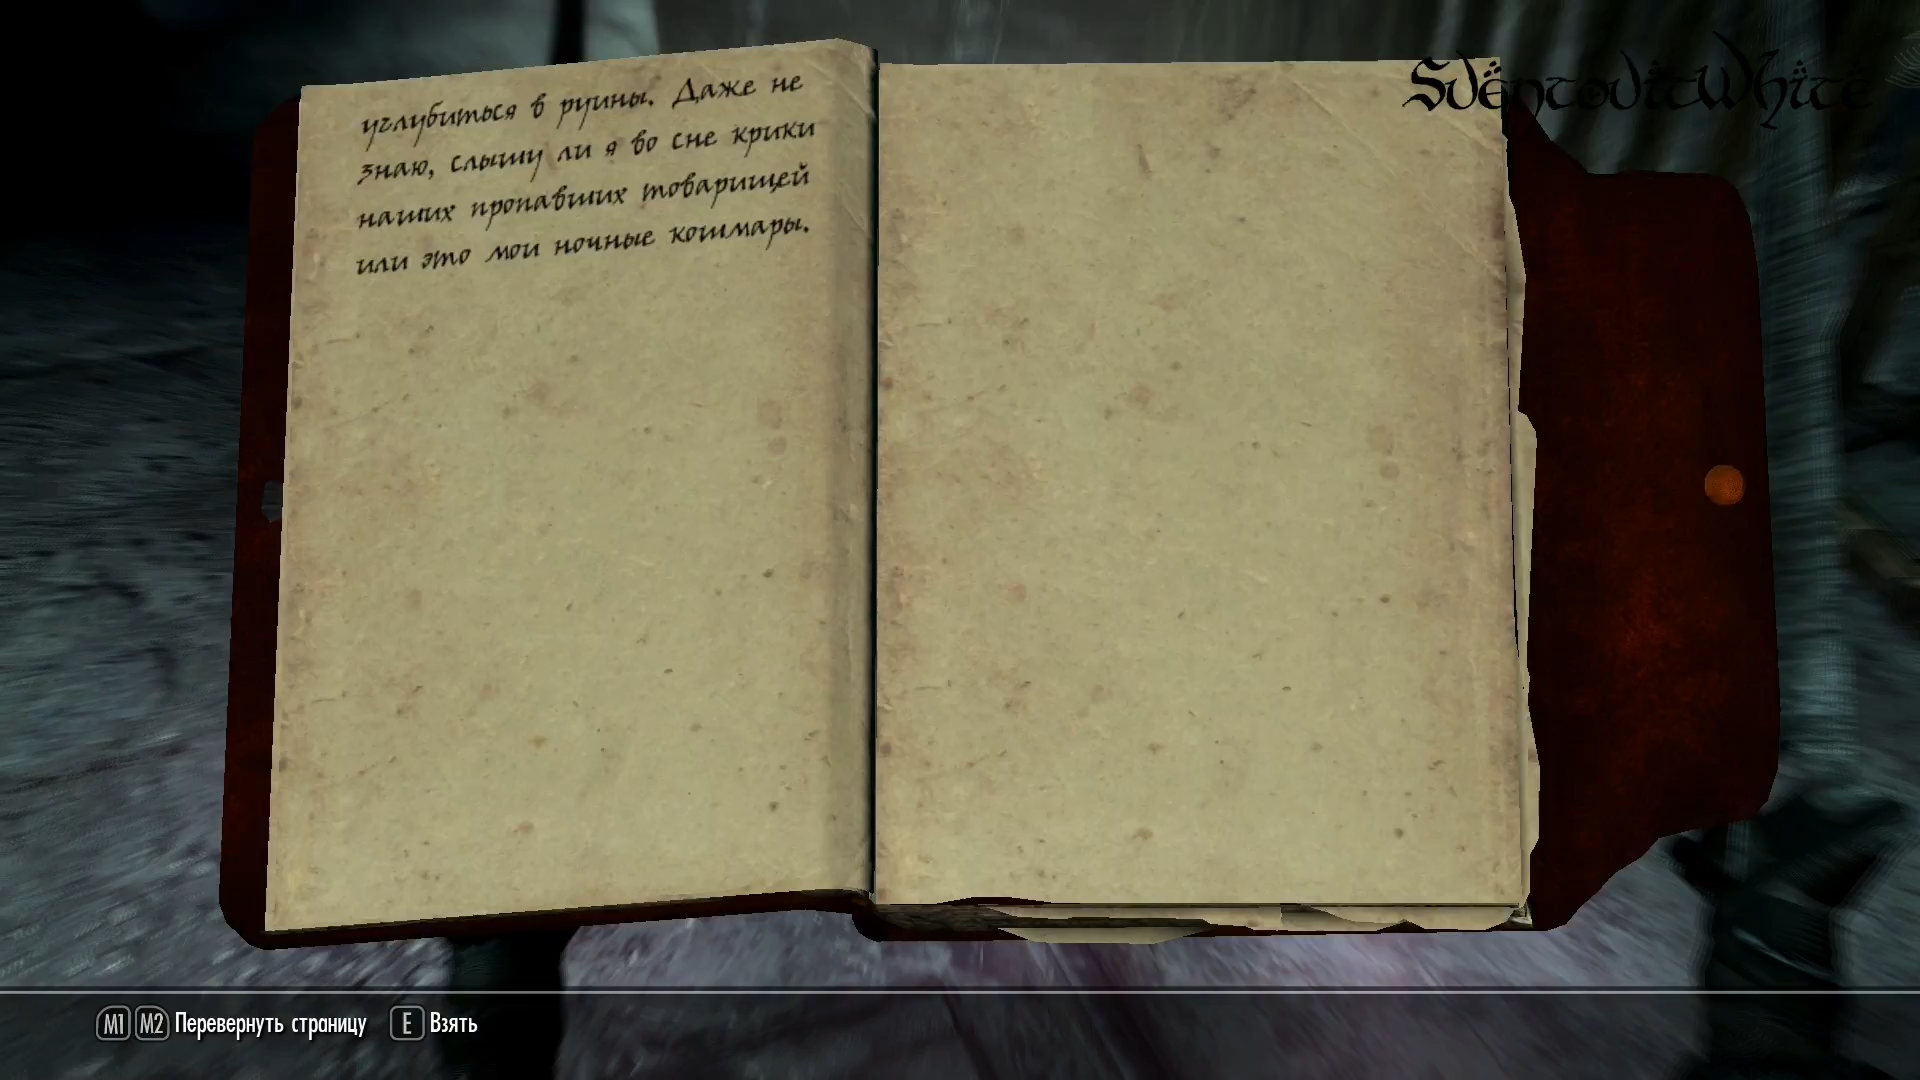 углубиться в руины. Даже не
знаю, слышу ли я во сне крики
наших пропавших товарищей
или это мои ночные кошмары.
SventovitWhite
M1 M2 Перевернуть страницу E Взять